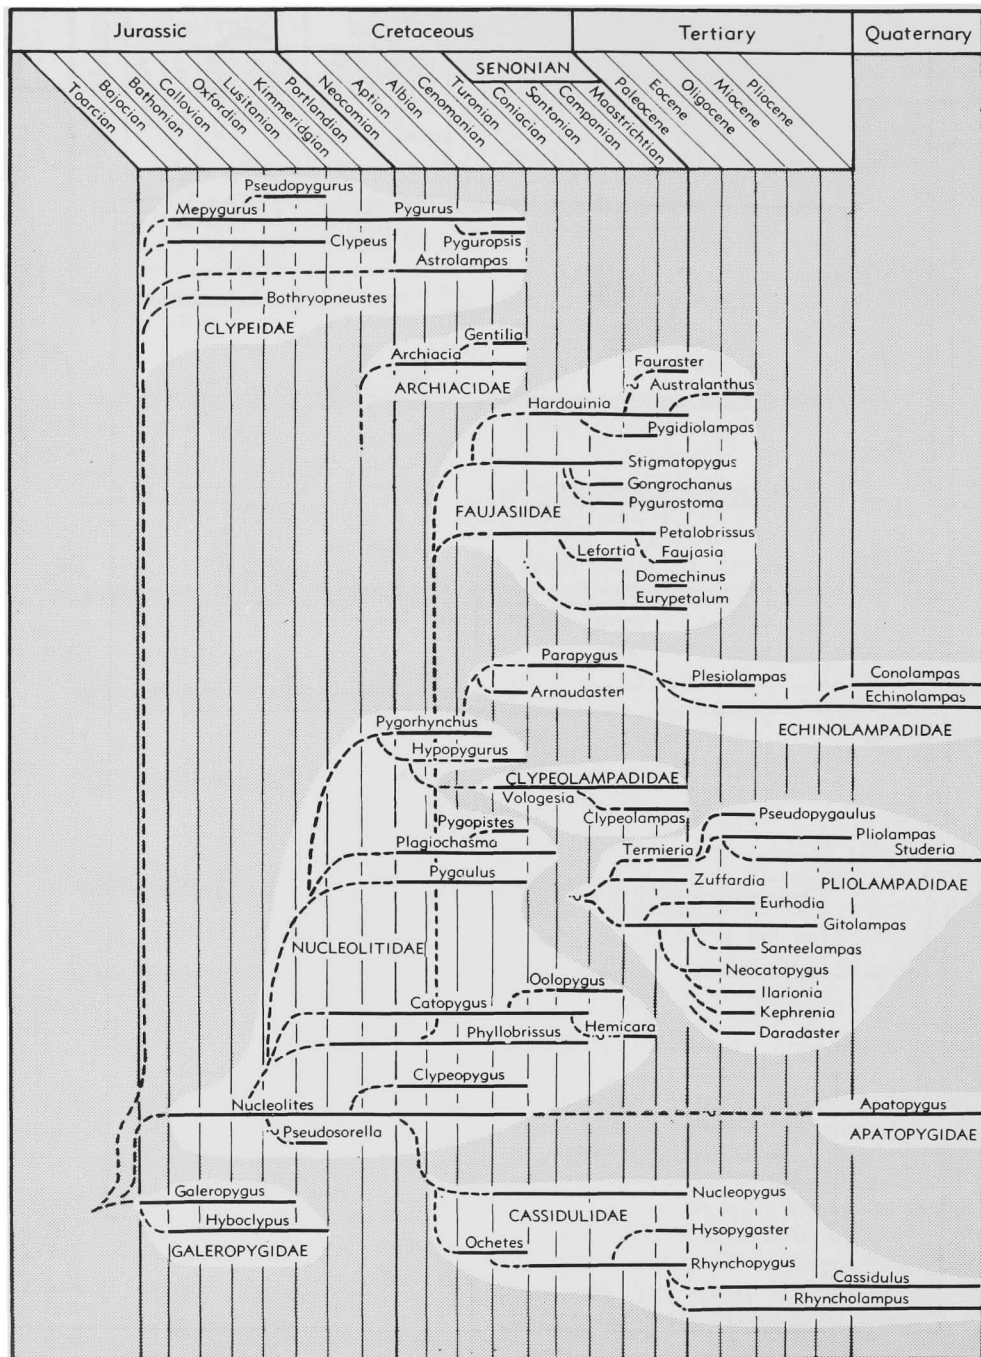 Jurassic Cretaceous Tertiary Quaternary
SENONIAN
Toarcian
Bajocian
Bathonian
Callovian
Oxfordian
Lusitanian
Kimmeridgian
Portlandian
Neocomian
Aptian
Albian
Cenomanian
Turonian
Coniacian
Santonian
Campanian
Maastrichtian
Paleocene
Eocene
Oligocene
Miocene
Pliocene
Pseudopygurus
Mepygurus Pygurus
Clypeus Pyguropsis
Astrolampas
Bothryopneustes
CLYPEIDAE
Gentilia
Archiacia
Fauraster
ARCHIACIDAE Australanthus
Hardouinia
Pygidiolampas
Stigmatopygus
Gongrochanus
Pygurostoma
FAUJASIIDAE
Petalobrissus
Lefortia Faujasia
Domechinus
Eurypetalum
Parapygus
Plesiolampas Conolampas
Arnaudaster Echinolampas
Pygorhynchus ECHINOLAMPADIDAE
Hypopygurus
CLYPEOLAMPADIDAE
Vologesia
Clypeolampas Pseudopygaulus
Pygopistes
Plagiochasma Termieria Pliolampas
Studeria
Pygaulus Zuffardia PLIOLAMPADIDAE
Eurhodia
Gitolampas
NUCLEOLITIDAE Santeelampas
Neocatopygus
Oolopygus
Ilarionia
Catopygus Kephrenia
Phyllobrissus Hemicara Daradaster
Clypeopygus
Nucleolites Apatopygus
Pseudosorella APATOPYGIDAE
Galeropygus Nucleopygus
Hyboclypus CASSIDULIDAE
Hysopygaster
Ochetes
GALEROPYGIDAE Rhynchopygus
Cassidulus
Rhyncholampus